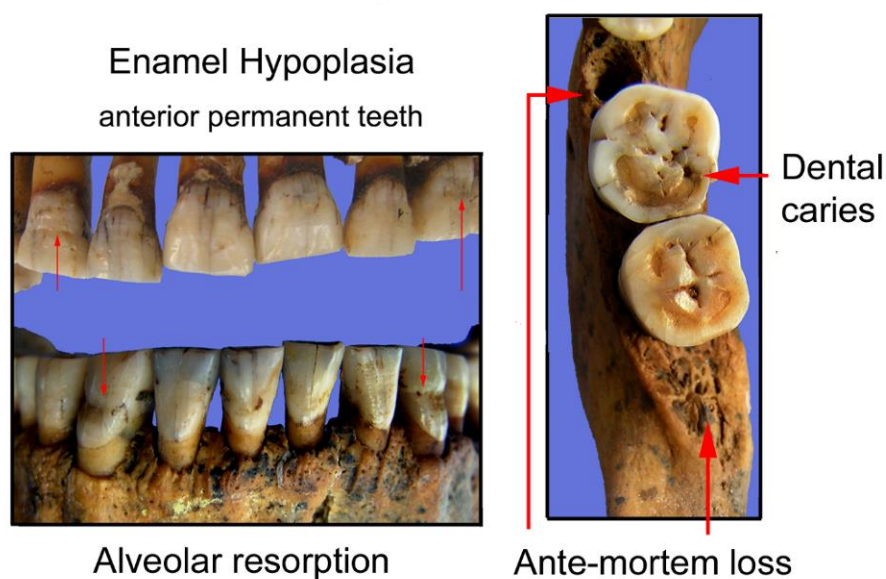 Enamel Hypoplasia
anterior permanent teeth
Alveolar resorption
Dental
caries
Ante-mortem loss